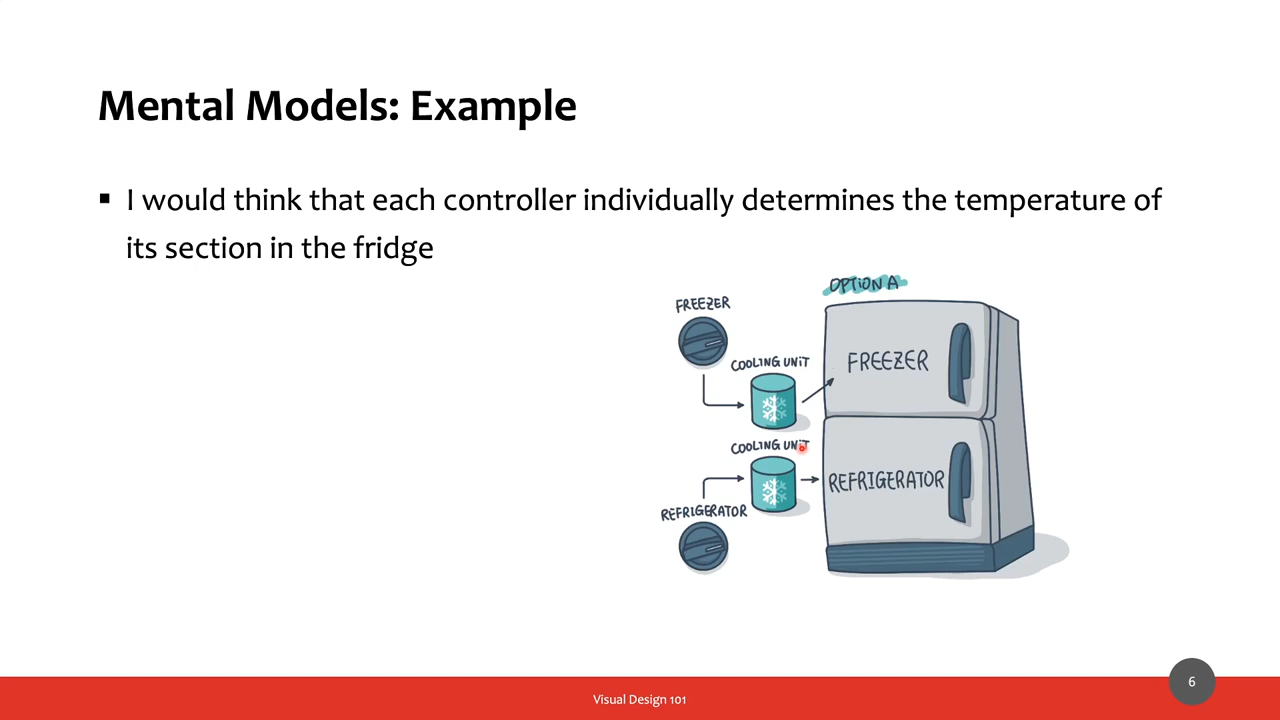 Mental Models: Example
▪ I would think that each controller individually determines the temperature of
its section in the fridge
OPTION A
FREEZER
COOLING UNIT
FREEZER
COOLING UNIT
REFRIGERATOR
REFRIGERATOR
Visual Design 101
6